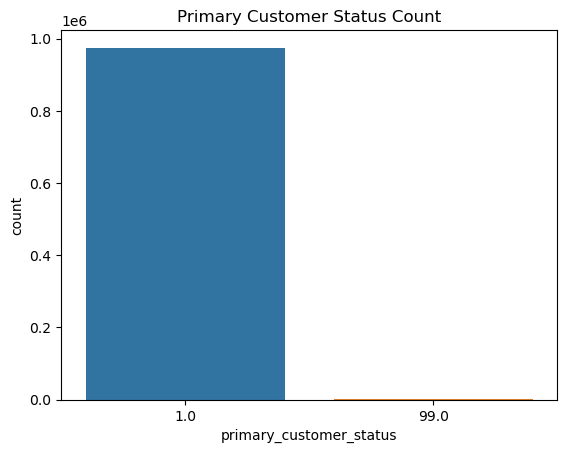 Primary Customer Status Count
1e6
1.0
0.8
0.6
0.4
0.2
0.0
count
1.0 99.0
primary_customer_status